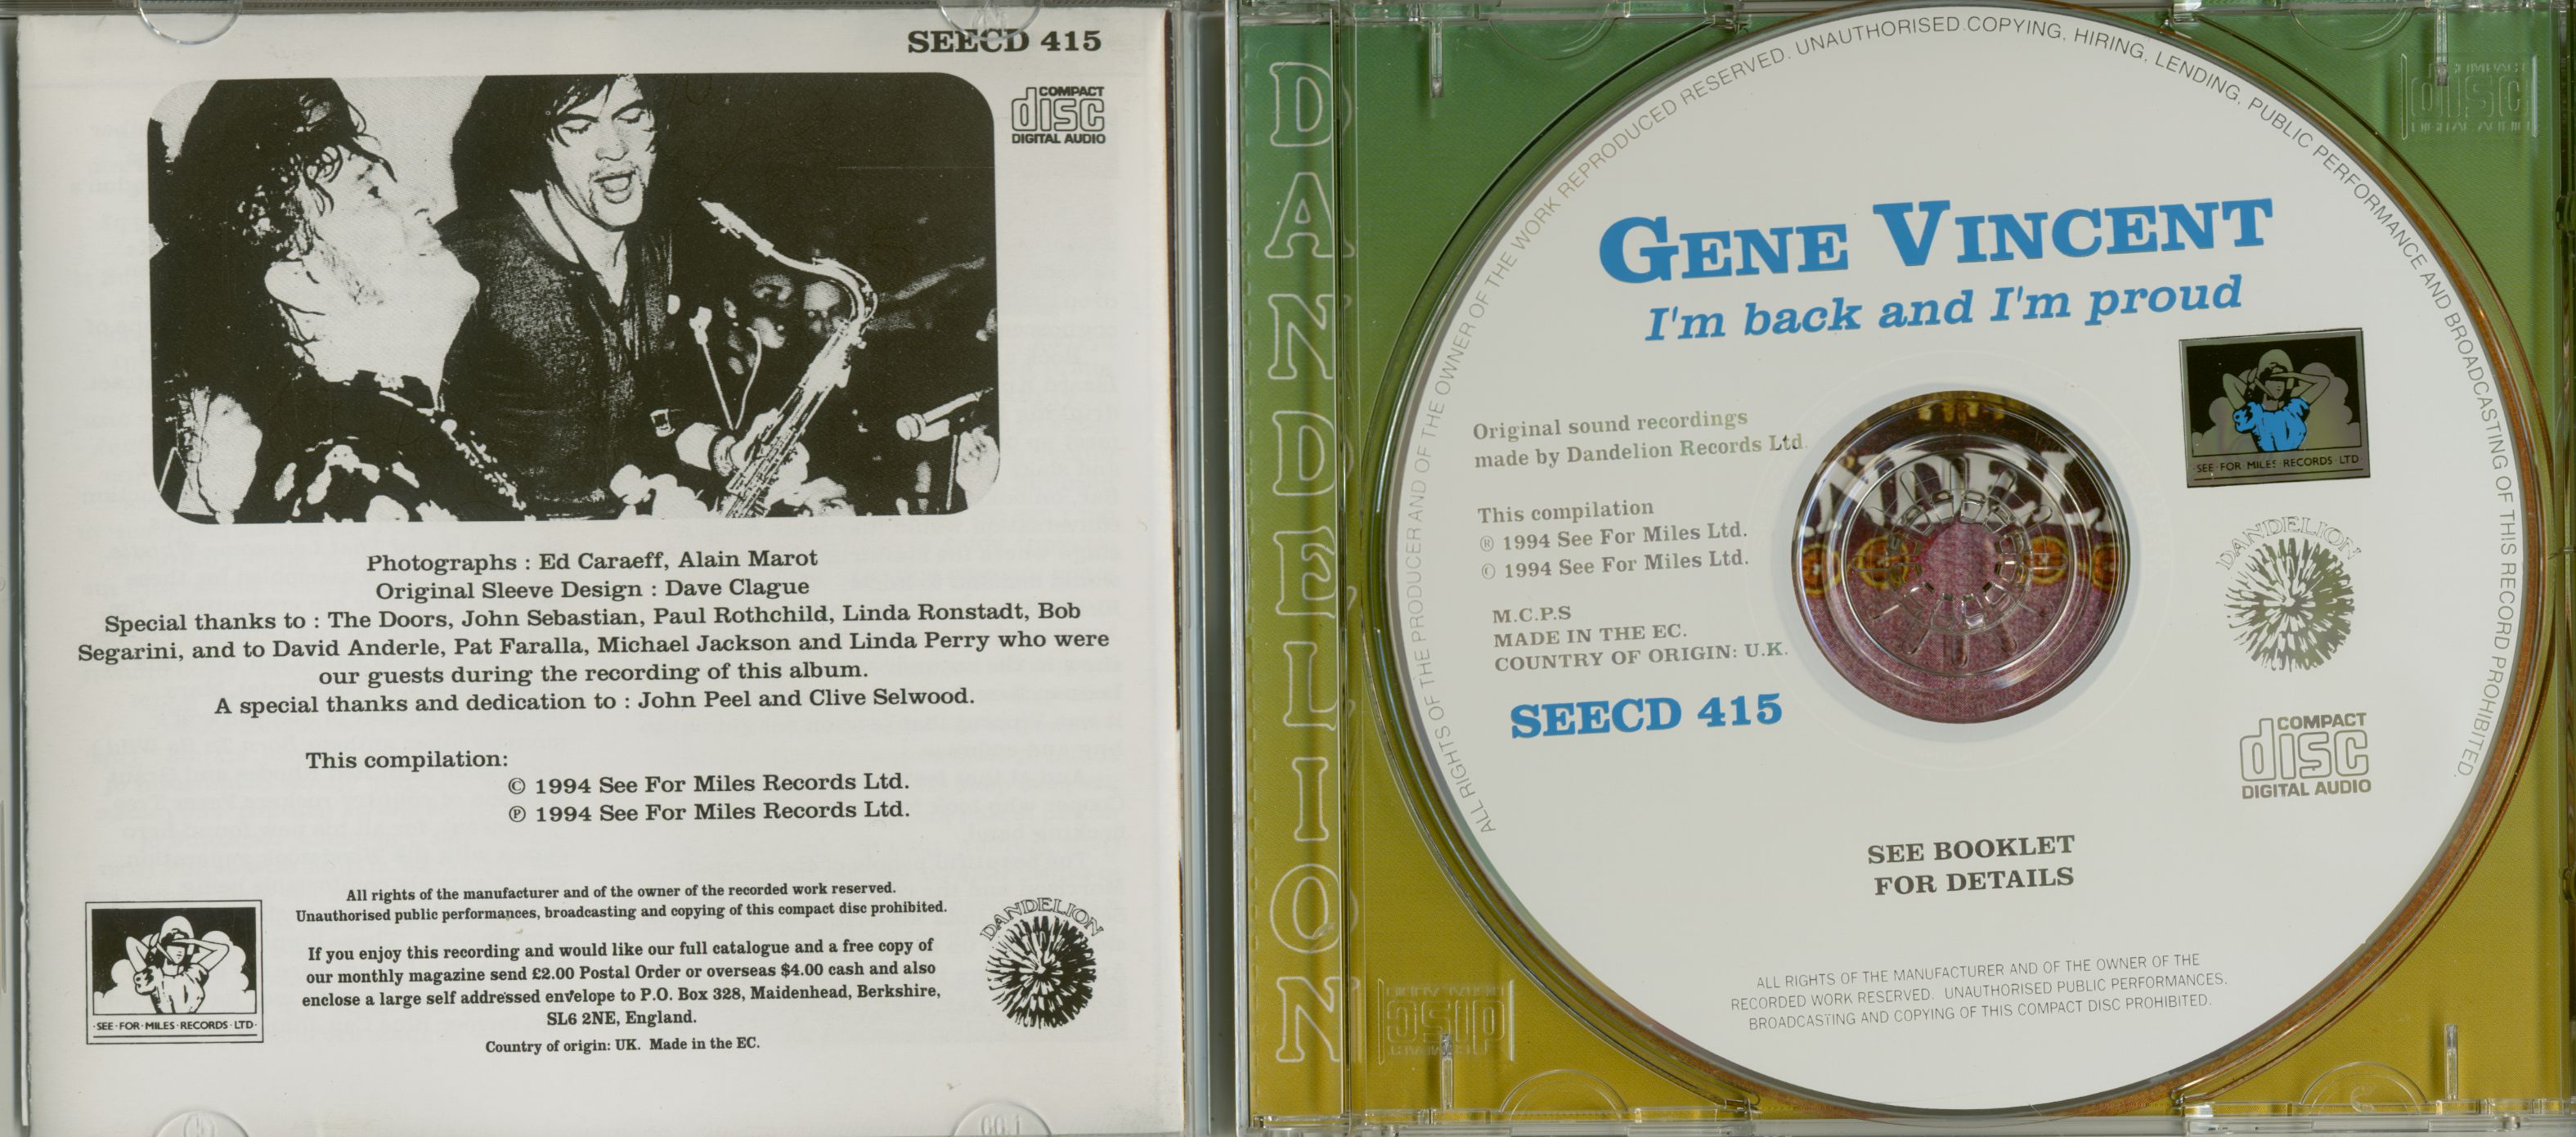 SEECD 415
COMPACT
disc
DIGITAL AUDIO
Photographs : Ed Caraeff, Alain Marot
Original Sleeve Design : Dave Clague
Special thanks to : The Doors, John Sebastian, Paul Rothchild, Linda Ronstadt, Bob
Segarini, and to David Anderle, Pat Faralla, Michael Jackson and Linda Perry who were
our guests during the recording of this album.
A special thanks and dedication to : John Peel and Clive Selwood.
This compilation:
© 1994 See For Miles Records Ltd.
℗ 1994 See For Miles Records Ltd.
All rights of the manufacturer and of the owner of the recorded work reserved.
Unauthorised public performances, broadcasting and copying of this compact disc prohibited.
If you enjoy this recording and would like our full catalogue and a free copy of
our monthly magazine send £2.00 Postal Order or overseas $4.00 cash and also
enclose a large self addressed envelope to P.O. Box 328, Maidenhead, Berkshire,
SL6 2NE, England.
Country of origin: UK. Made in the EC.
·SEE·FOR·MILES·RECORDS·LTD·
DANDELION
DANDELION
ALL RIGHTS OF THE PRODUCER AND OF THE OWNER OF THE WORK REPRODUCED RESERVED. UNAUTHORISED COPYING, HIRING, LENDING, PUBLIC PERFORMANCE AND BROADCASTING OF THIS RECORD PROHIBITED.
GENE VINCENT
I'm back and I'm proud
Original sound recordings
made by Dandelion Records Ltd.
This compilation
® 1994 See For Miles Ltd.
© 1994 See For Miles Ltd.
M.C.P.S
MADE IN THE EC.
COUNTRY OF ORIGIN: U.K.
SEECD 415
·SEE·FOR·MILES·RECORDS·LTD·
DANDELION
COMPACT
disc
DIGITAL AUDIO
SEE BOOKLET
FOR DETAILS
ALL RIGHTS OF THE MANUFACTURER AND OF THE OWNER OF THE
RECORDED WORK RESERVED. UNAUTHORISED PUBLIC PERFORMANCES.
BROADCASTING AND COPYING OF THIS COMPACT DISC PROHIBITED.
COMPACT
disc
DIGITAL AUDIO